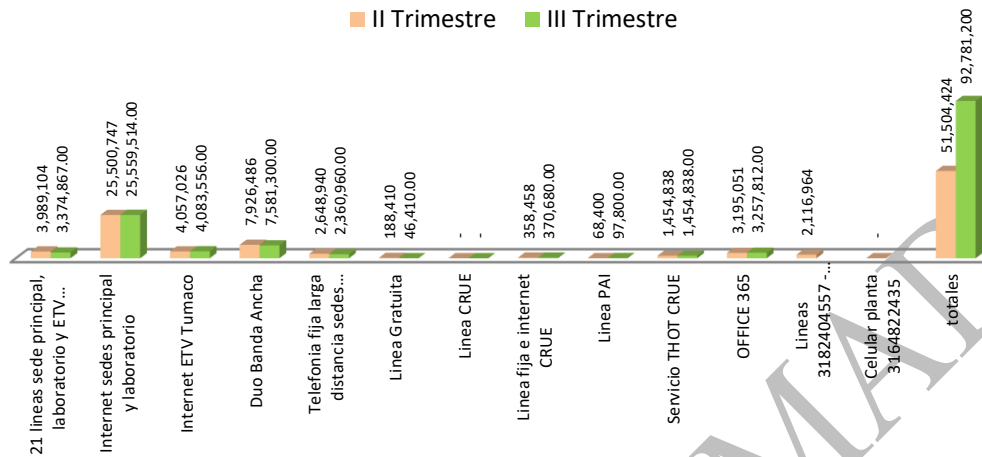 II Trimestre III Trimestre
3,989,104
3,374,867.00
25,500,747
25,559,514.00
4,057,026
4,083,556.00
7,926,486
7,581,300.00
2,648,940
2,360,960.00
188,410
46,410.00
-
-
358,458
370,680.00
68,400
97,800.00
1,454,838
1,454,838.00
3,195,051
3,257,812.00
2,116,964
-
51,504,424
92,781,200
21 lineas sede principal,
laboratorio y ETV...
Internet sedes principal
y laboratorio
Internet ETV Tumaco
Duo Banda Ancha
Telefonia fija larga
distancia sedes...
Linea Gratuita
Linea CRUE
Linea fija e internet
CRUE
Linea PAI
Servicio THOT CRUE
OFFICE 365
Lineas
3182404557 - ...
Celular planta
3164822435
totales